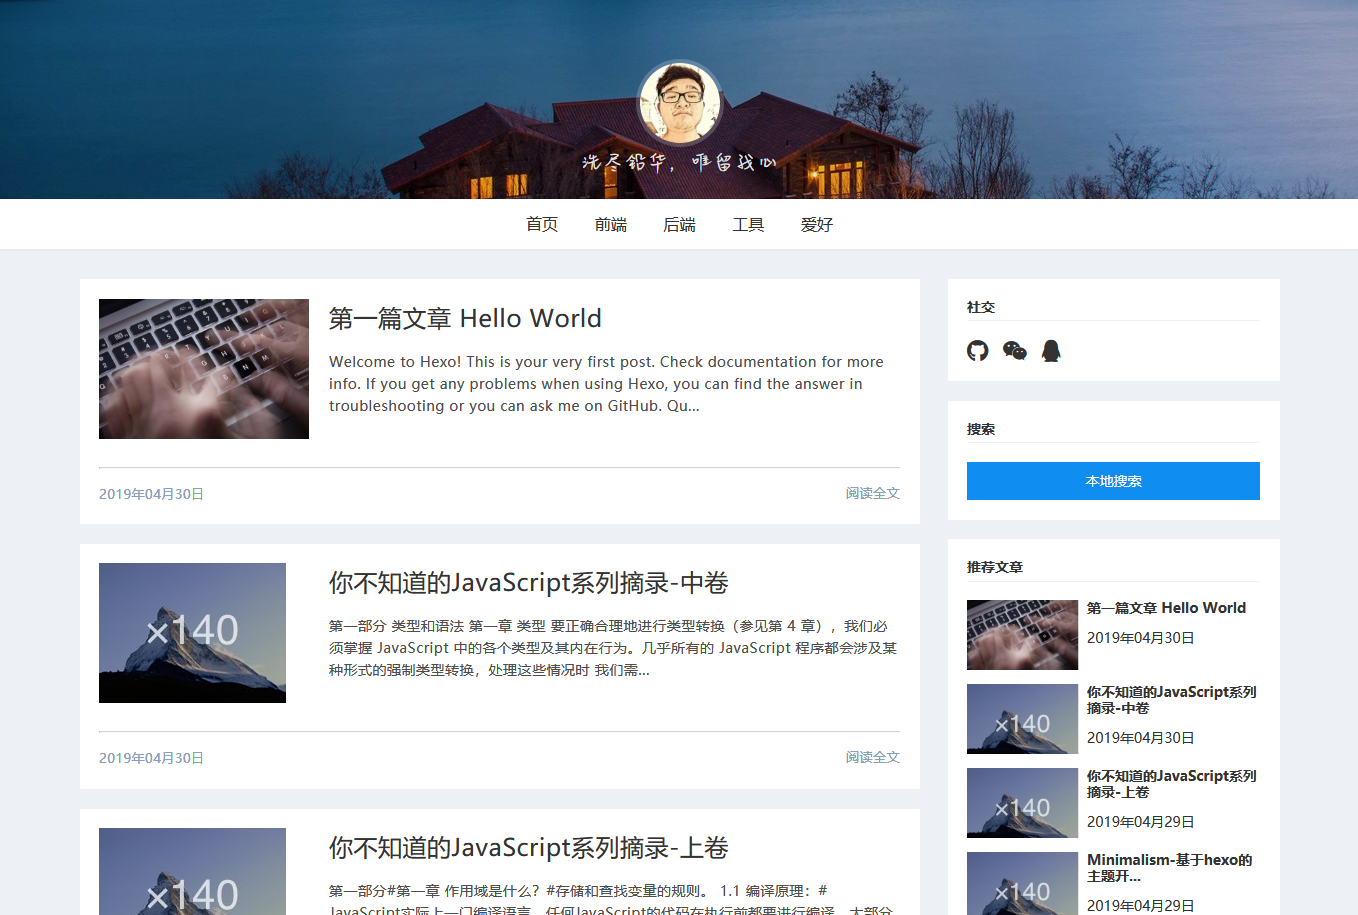 洗尽铅华，唯留我心
首页 前端 后端 工具 爱好
第一篇文章 Hello World
Welcome to Hexo! This is your very first post. Check documentation for more
info. If you get any problems when using Hexo, you can find the answer in
troubleshooting or you can ask me on GitHub. Qu...
2019年04月30日 阅读全文
×140
你不知道的JavaScript系列摘录-中卷
第一部分 类型和语法 第一章 类型 要正确合理地进行类型转换（参见第 4 章），我们必
须掌握 JavaScript 中的各个类型及其内在行为。几乎所有的 JavaScript 程序都会涉及某
种形式的强制类型转换，处理这些情况时 我们需...
2019年04月30日 阅读全文
×140
你不知道的JavaScript系列摘录-上卷
第一部分#第一章 作用域是什么？#存储和查找变量的规则。 1.1 编译原理：#
JavaScript实际上一门编译语言，任何JavaScript的代码在执行前都要进行编译，大部分
社交
搜索
本地搜索
推荐文章
第一篇文章 Hello World
2019年04月30日
×140
你不知道的JavaScript系列
摘录-中卷
2019年04月30日
×140
你不知道的JavaScript系列
摘录-上卷
2019年04月29日
×140
Minimalism-基于hexo的
主题开...
2019年04月29日